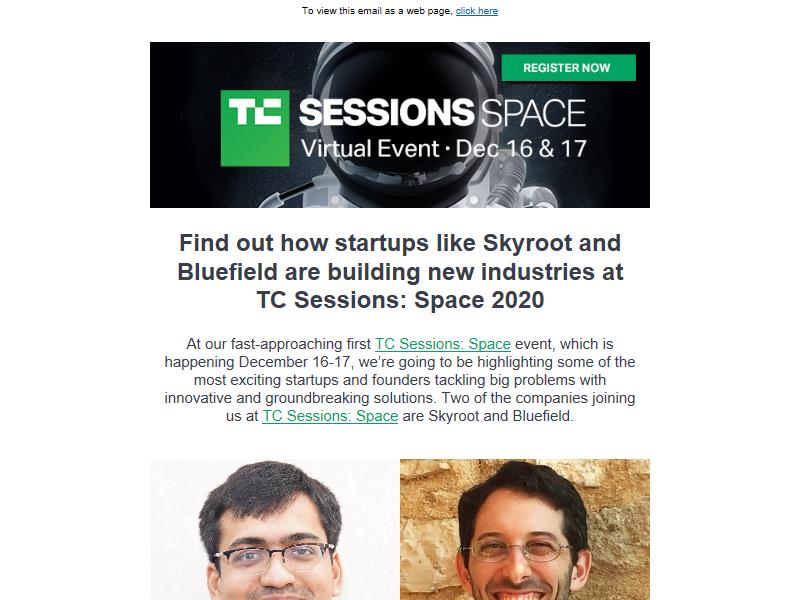 To view this email as a web page, click here
REGISTER NOW
TC SESSIONS SPACE
Virtual Event · Dec 16 & 17
Find out how startups like Skyroot and
Bluefield are building new industries at
TC Sessions: Space 2020
At our fast-approaching first TC Sessions: Space event, which is
happening December 16-17, we’re going to be highlighting some of the
most exciting startups and founders tackling big problems with
innovative and groundbreaking solutions. Two of the companies joining
us at TC Sessions: Space are Skyroot and Bluefield.